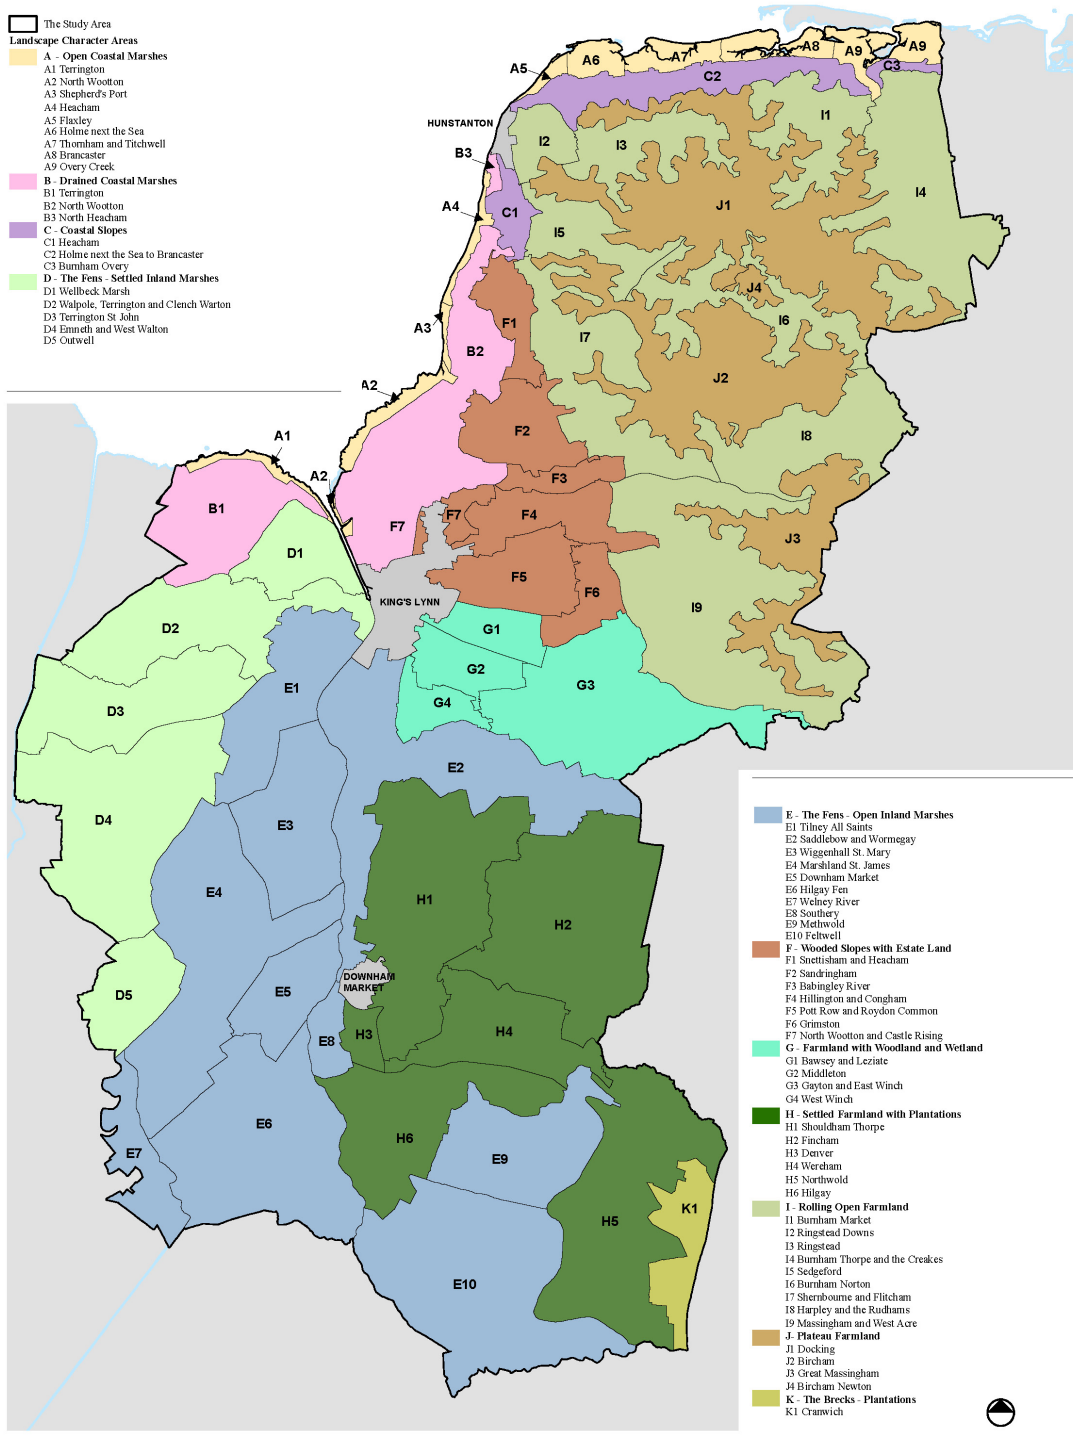 The Study Area
Landscape Character Areas
A - Open Coastal Marshes
A1 Terrington
A2 North Wootton
A3 Shepherd's Port
A4 Heacham
A5 Flaxley
A6 Holme next the Sea
A7 Thornham and Titchwell
A8 Brancaster
A9 Overy Creek
B - Drained Coastal Marshes
B1 Terrington
B2 North Wootton
B3 North Heacham
C - Coastal Slopes
C1 Heacham
C2 Holme next the Sea to Brancaster
C3 Burnham Overy
D - The Fens - Settled Inland Marshes
D1 Wellbeck Marsh
D2 Walpole, Terrington and Clench Warton
D3 Terrington St John
D4 Emneth and West Walton
D5 Outwell
A5
A6
A7
A8
A9
A9
C3
C2
HUNSTANTON
I1
I2
I3
B3
I4
A4
C1
J1
I5
J4
A3
F1
I7
I6
B2
J2
A2
F2
I8
A1
A2
F3
B1
F7
F7
F4
J3
D1
F5
F6
KING'S LYNN
I9
D2
G1
G2
E1
G3
D3
G4
E2
D4
E3
E4
H1
H2
DOWNHAM
MARKET
D5
E5
H3
H4
E8
E6
H6
E7
E9
K1
H5
E10
E - The Fens - Open Inland Marshes
E1 Tilney All Saints
E2 Saddlebow and Wormegay
E3 Wiggenhall St. Mary
E4 Marshland St. James
E5 Downham Market
E6 Hilgay Fen
E7 Welney River
E8 Southery
E9 Methwold
E10 Feltwell
F - Wooded Slopes with Estate Land
F1 Snettisham and Heacham
F2 Sandringham
F3 Babingley River
F4 Hillington and Congham
F5 Pott Row and Roydon Common
F6 Grimston
F7 North Wootton and Castle Rising
G - Farmland with Woodland and Wetland
G1 Bawsey and Leziate
G2 Middleton
G3 Gayton and East Winch
G4 West Winch
H - Settled Farmland with Plantations
H1 Shouldham Thorpe
H2 Fincham
H3 Denver
H4 Wereham
H5 Northwold
H6 Hilgay
I - Rolling Open Farmland
I1 Burnham Market
I2 Ringstead Downs
I3 Ringstead
I4 Burnham Thorpe and the Creakes
I5 Sedgeford
I6 Burnham Norton
I7 Shernbourne and Flitcham
I8 Harpley and the Rudhams
I9 Massingham and West Acre
J- Plateau Farmland
J1 Docking
J2 Bircham
J3 Great Massingham
J4 Bircham Newton
K - The Brecks - Plantations
K1 Cranwich